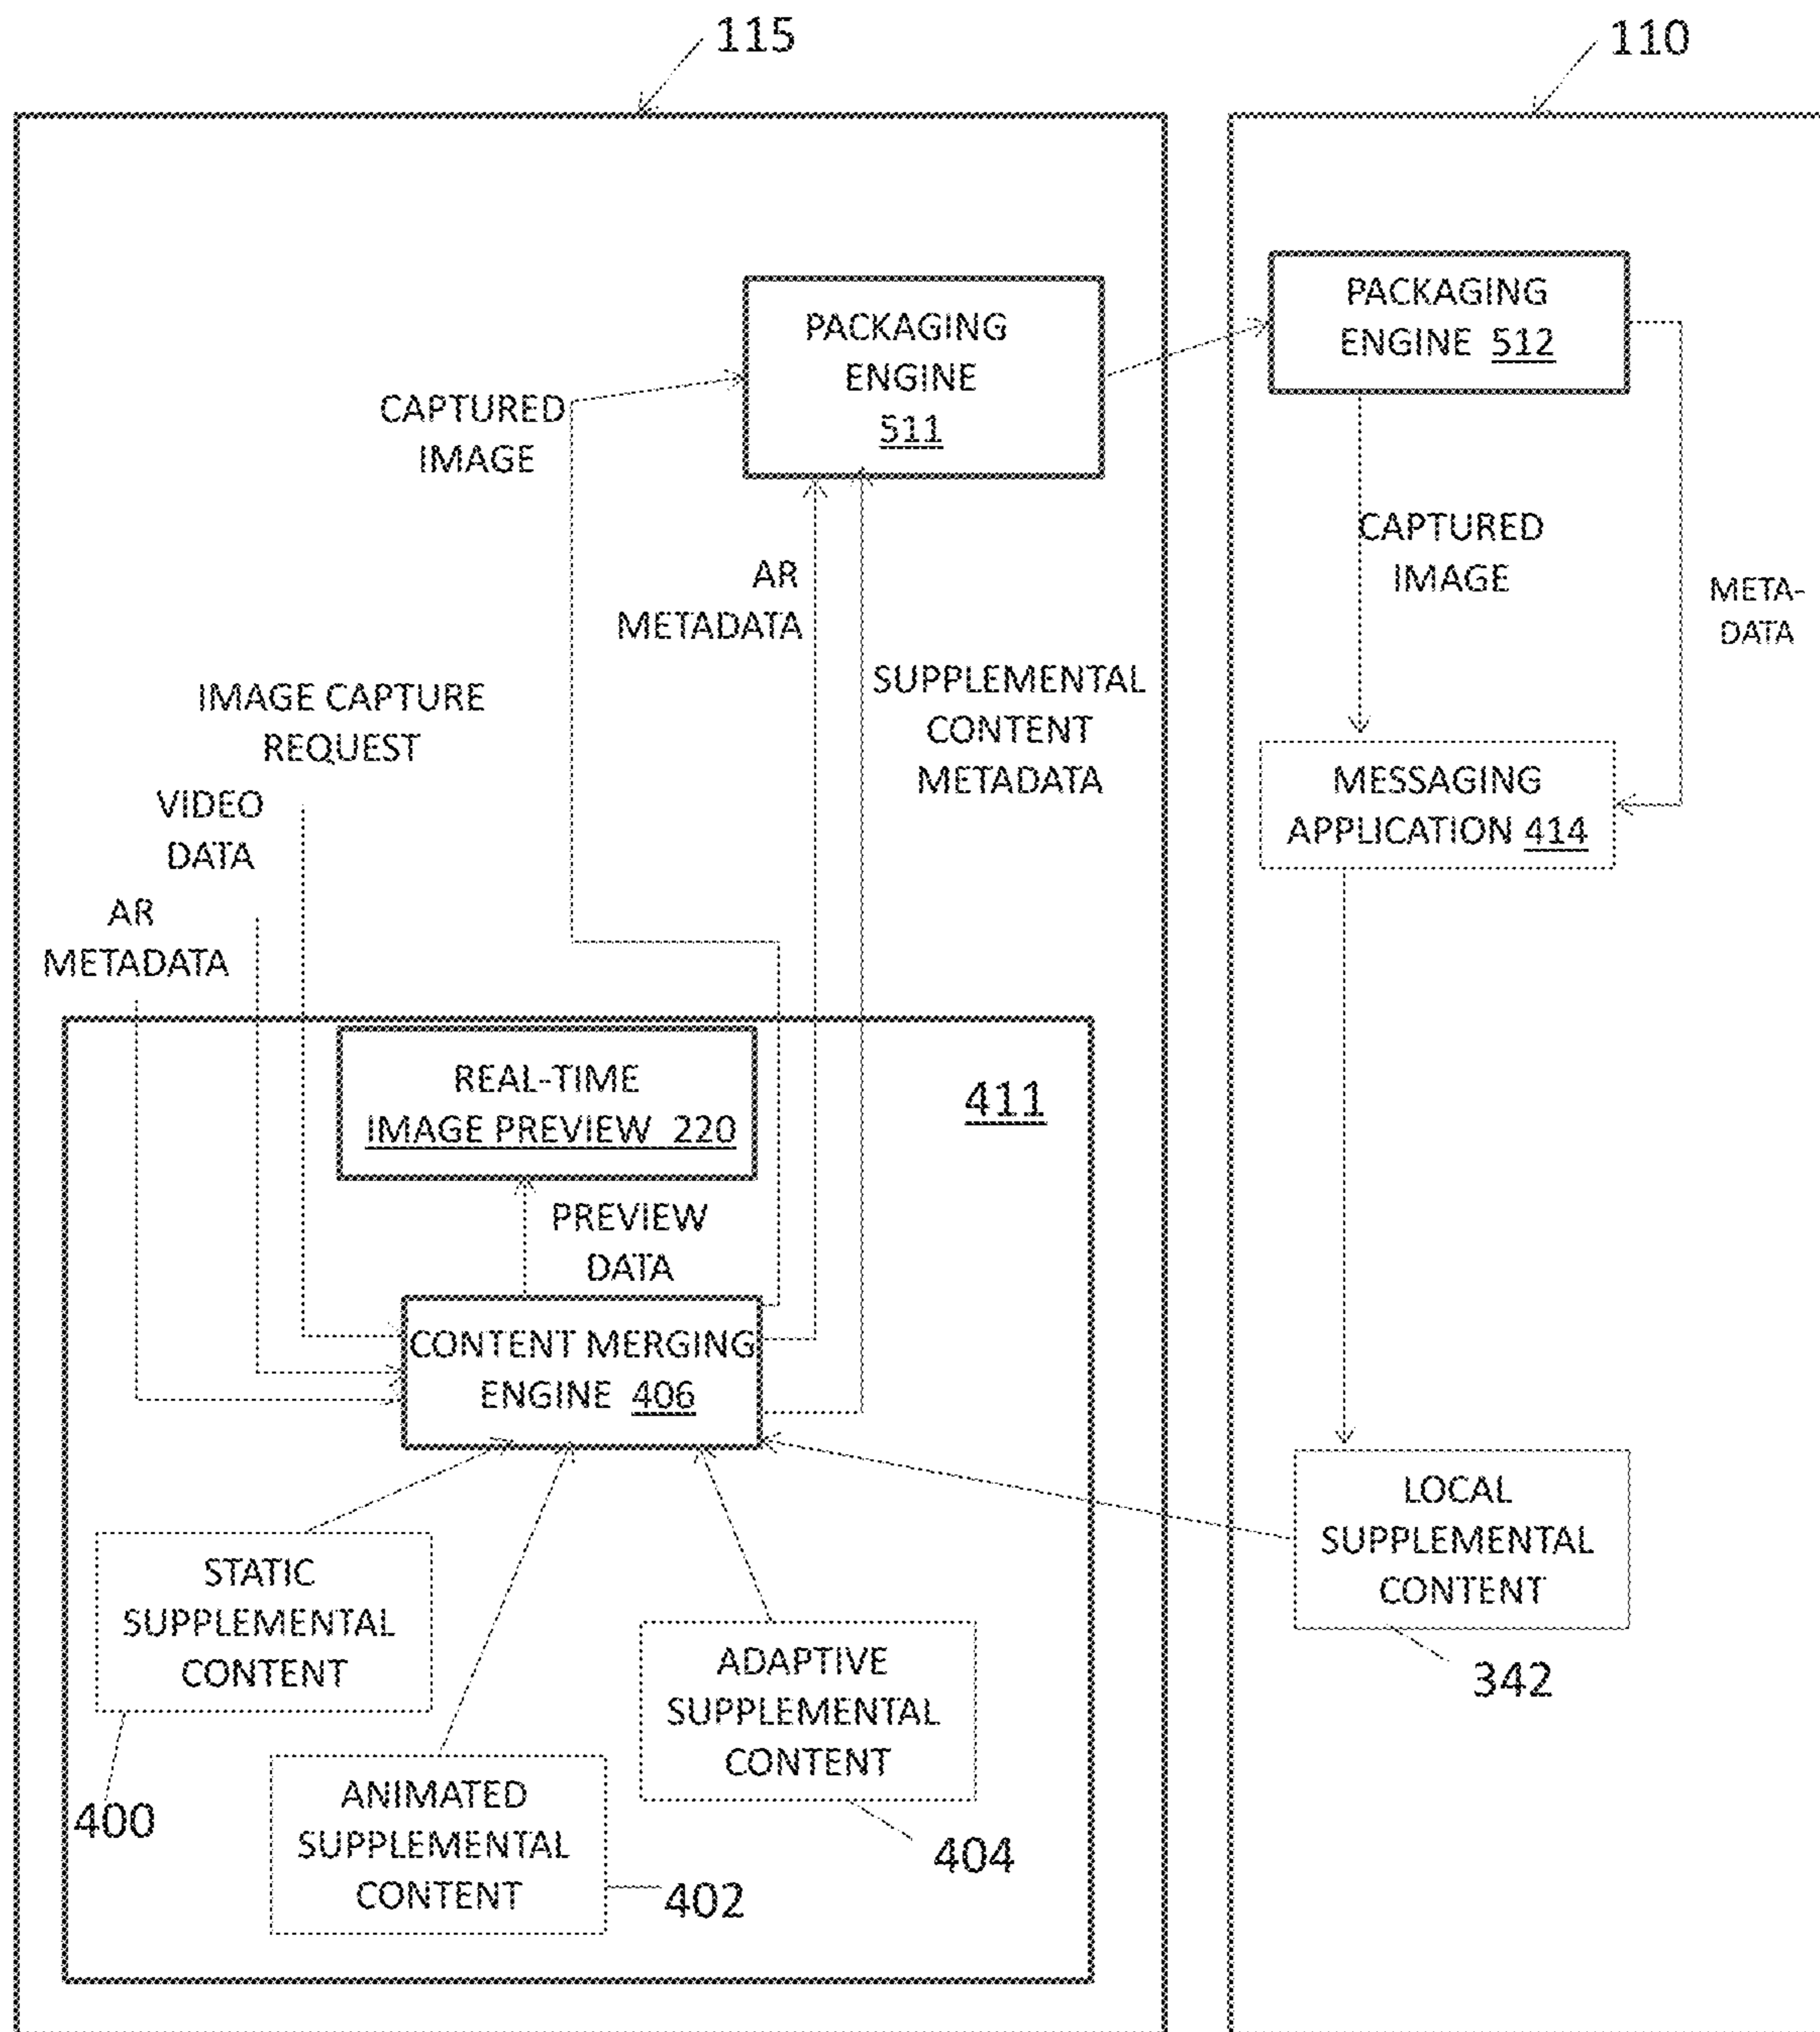 115
110
PACKAGING
ENGINE
511
PACKAGING
ENGINE 512
CAPTURED
IMAGE
CAPTURED
IMAGE
META-
DATA
AR
METADATA
SUPPLEMENTAL
CONTENT
METADATA
IMAGE CAPTURE
REQUEST
VIDEO
DATA
AR
METADATA
MESSAGING
APPLICATION 414
REAL-TIME
IMAGE PREVIEW 220
411
PREVIEW
DATA
CONTENT MERGING
ENGINE 406
STATIC
SUPPLEMENTAL
CONTENT
400
ANIMATED
SUPPLEMENTAL
CONTENT
402
ADAPTIVE
SUPPLEMENTAL
CONTENT
404
LOCAL
SUPPLEMENTAL
CONTENT
342